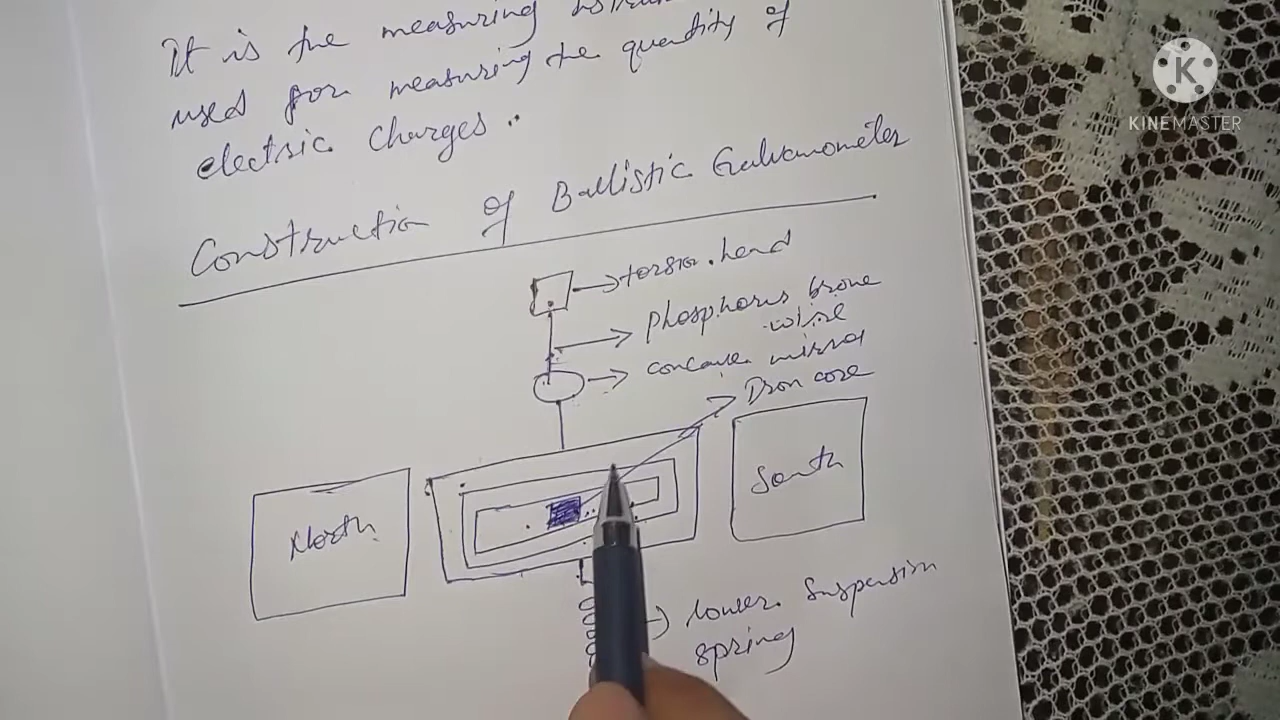 It is the measuring
used for measuring the quantity of
electric charges..
Construction of Ballistic Galvanometer
torsion head
phosphorus bronze
wire
concave mirror
Iron core
North
South
lower suspension
spring
K
KINEMASTER